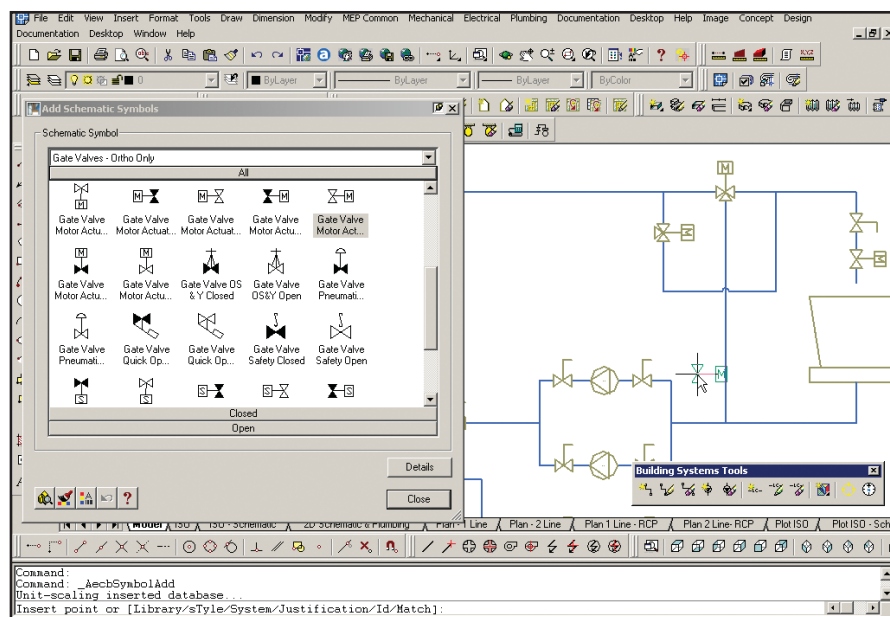 File Edit View Insert Format Tools Draw Dimension Modify MEP Common Mechanical Electrical Plumbing Documentation Desktop Help Image Concept Design
Documentation Desktop Window Help
0 ByLayer ByLayer ByLayer ByColor
Add Schematic Symbols
Schematic Symbol
Gate Valves - Ortho Only
All
M M M M M
Gate Valve Gate Valve Gate Valve Gate Valve Gate Valve
Motor Actu... Motor Actuat... Motor Actuat... Motor Actu... Motor Act...
M M
Gate Valve Gate Valve Gate Valve OS Gate Valve Gate Valve
Motor Actu... Motor Actu... & Y Closed OS&Y Open Pneumati...
Gate Valve Gate Valve Gate Valve Gate Valve Gate Valve
Pneumati... Quick Op... Quick Op... Safety Closed Safety Open
S S S S S
Closed
Open
Details
Close
M
M
M
M
Building Systems Tools
Model ISO ISO - Schematic 2D Schematic & Plumbing Plan - 1 Line Plan - 2 Line Plan 1 Line - RCP Plan 2 Line- RCP Plot ISO Plot ISO - Sch
Command:
Command: _AecbSymbolAdd
Unit-scaling inserted database...
Insert point or [Library/sTyle/System/Justification/Id/Match]: